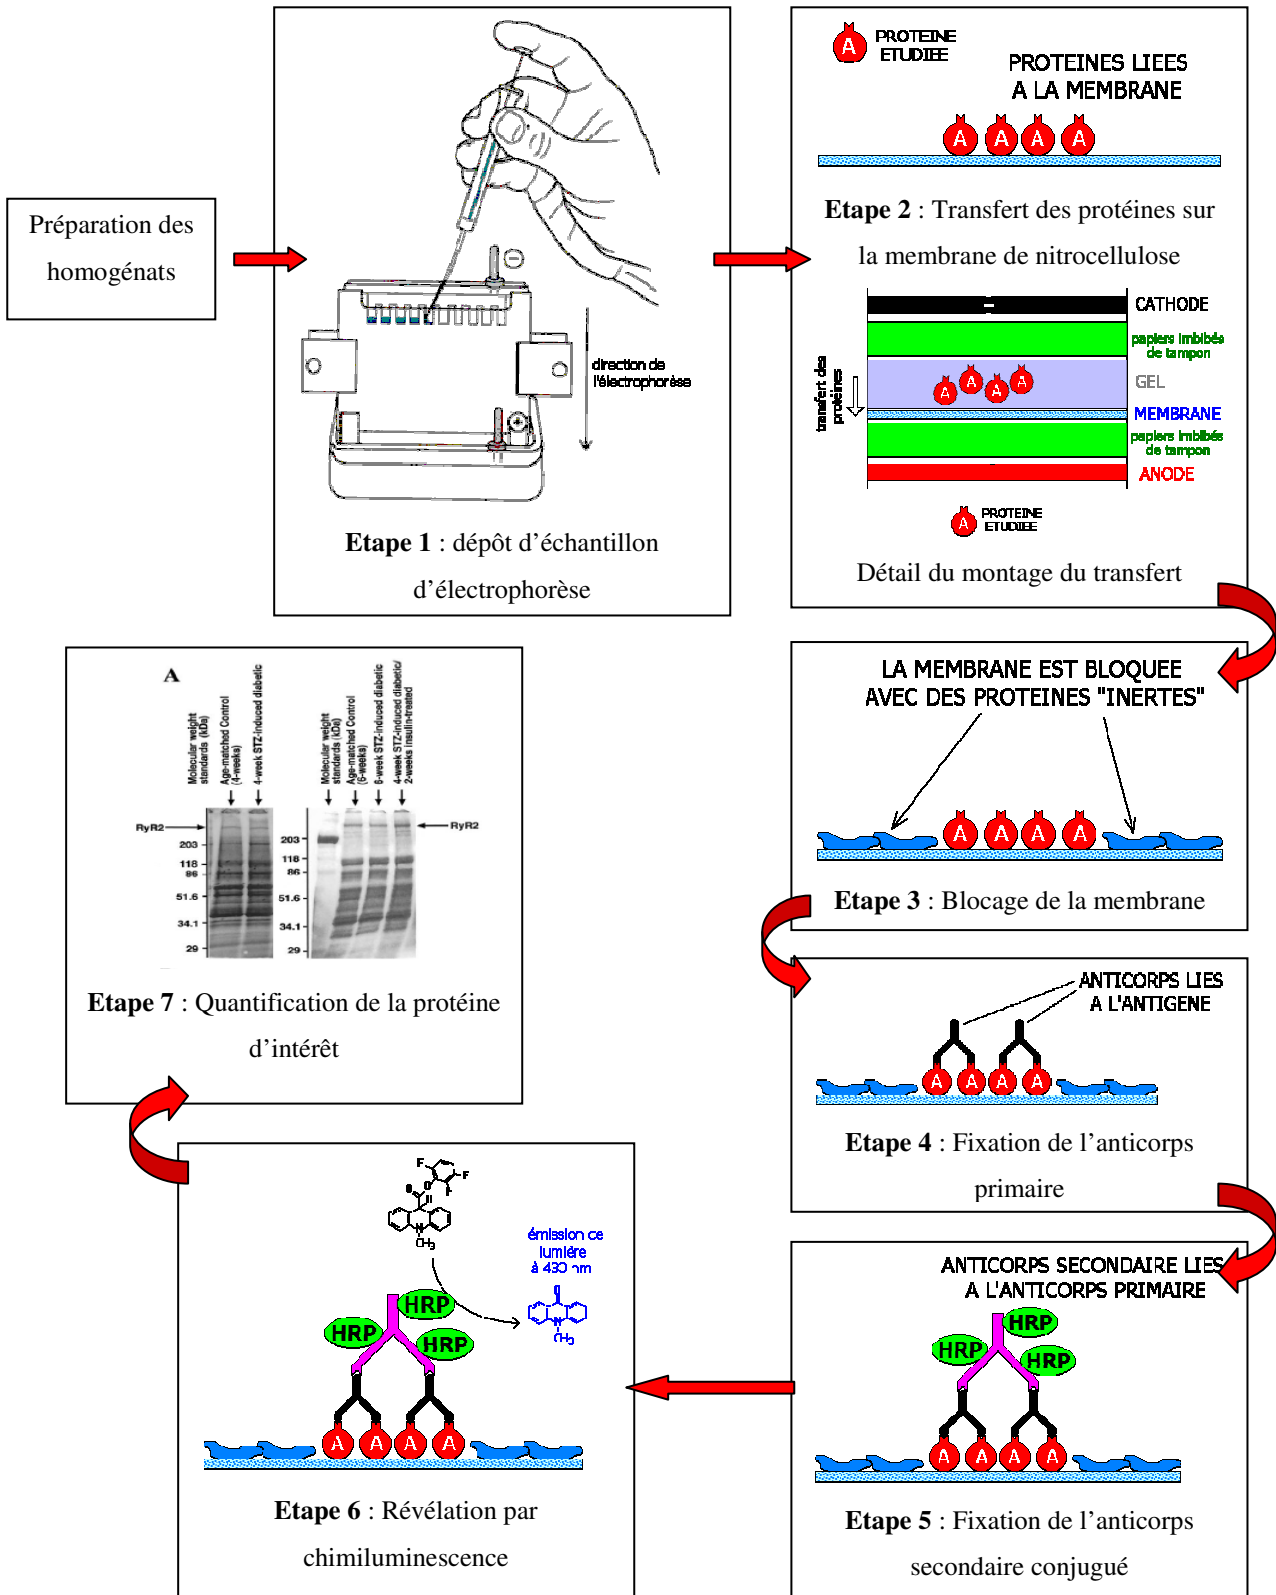 Préparation des
homogénats
−
direction de
l'électrophorèse
+
Etape 1 : dépôt d'échantillon
d'électrophorèse
A
PROTEINE
ETUDIEE
PROTEINES LIEES
A LA MEMBRANE
A A A A
Etape 2 : Transfert des protéines sur
la membrane de nitrocellulose
CATHODE
papiers imbibés
de tampon
transfert des
protéines
A A A A
GEL
MEMBRANE
papiers imbibés
de tampon
ANODE
A
PROTEINE
ETUDIEE
Détail du montage du transfert
LA MEMBRANE EST BLOQUEE
AVEC DES PROTEINES "INERTES"
A A A A
Etape 3 : Blocage de la membrane
ANTICORPS LIES
A L'ANTIGENE
A A A A
Etape 4 : Fixation de l'anticorps
primaire
ANTICORPS SECONDAIRE LIES
A L'ANTICORPS PRIMAIRE
HRP
HRP
HRP
A A A A
Etape 5 : Fixation de l'anticorps
secondaire conjugué
F
F
O
N
CH3
émission de
lumière
à 430 nm
O
N
CH3
HRP
HRP
HRP
A A A A
Etape 6 : Révélation par
chimiluminescence
A
Molecular weight
standards (kDa)
Age-matched Control
(4-weeks)
4-week STZ-induced diabetic
Molecular weight
standards (kDa)
Age-matched Control
(6-weeks)
6-week STZ-induced diabetic
4-week STZ-induced diabetic/
2-weeks insulin-treated
RyR2
203
118
86
51.6
34.1
29
203
118
86
51.6
34.1
29
RyR2
Etape 7 : Quantification de la protéine
d'intérêt